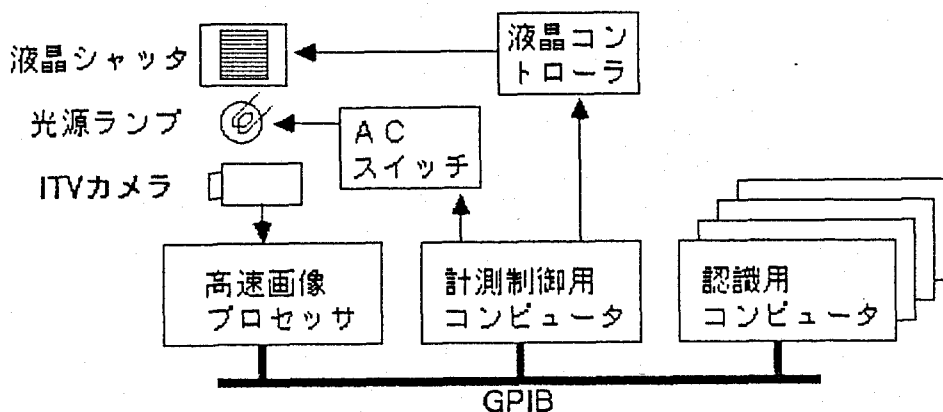 液晶シャッタ
液晶コン
トローラ
光源ランプ
AC
スイッチ
ITVカメラ
高速画像
プロセッサ
計測制御用
コンピュータ
認識用
コンピュータ
GPIB